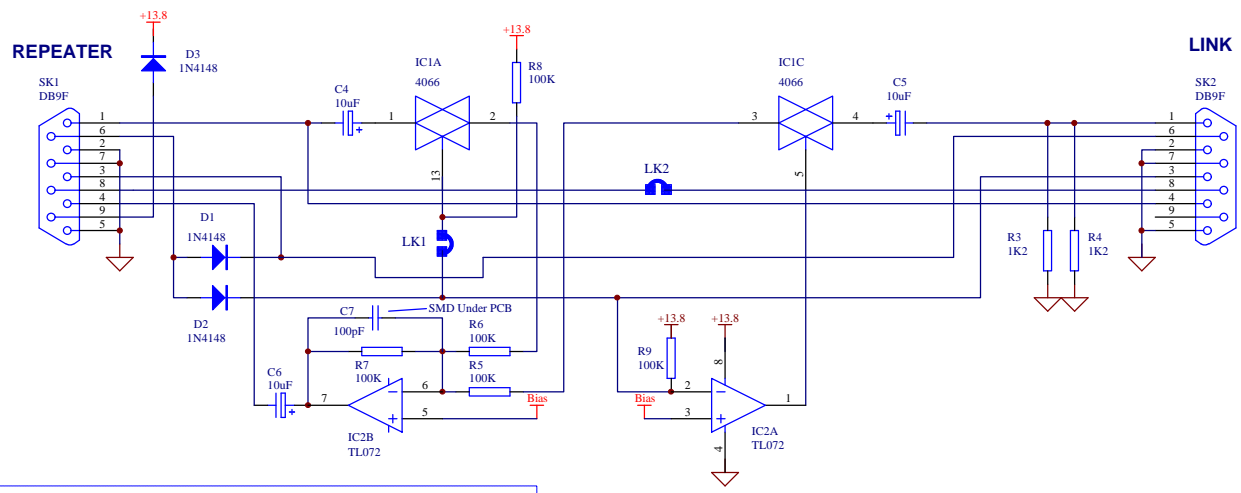 +13.8
REPEATER
D3
1N4148
SK1
DB9F
1
6
2
7
3
8
4
9
5
C4
10uF
+
1
IC1A
4066
2
13
+13.8
R8
100K
LK1
LK2
IC1C
4066
3
4
5
C5
10uF
+
LINK
SK2
DB9F
1
6
2
7
3
8
4
9
5
R3
1K2
R4
1K2
D1
1N4148
D2
1N4148
C7
100pF
SMD Under PCB
R6
100K
R7
100K
R5
100K
C6
10uF
+
7
6
5
Bias
IC2B
TL072
+13.8
+13.8
R9
100K
8
2
Bias
3
1
4
IC2A
TL072